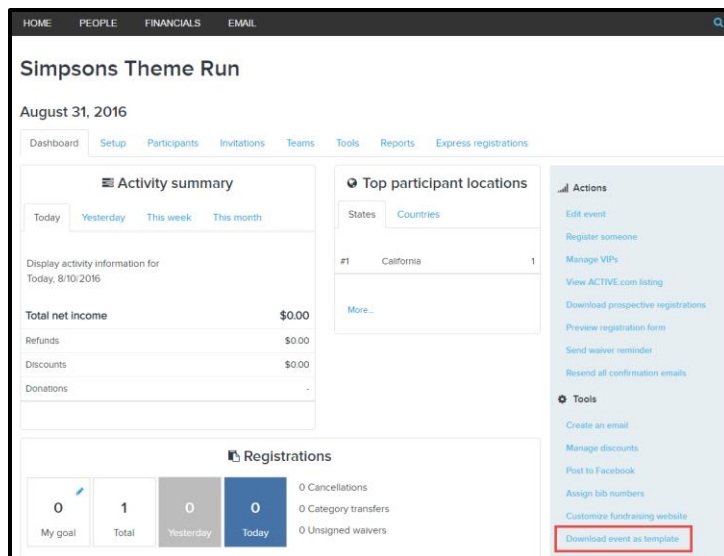 HOME PEOPLE FINANCIALS EMAIL
Simpsons Theme Run
August 31, 2016
Dashboard Setup Participants Invitations Teams Tools Reports Express registrations
Activity summary
Today Yesterday This week This month
Display activity information for
Today, 8/10/2016
Total net income $0.00
Refunds $0.00
Discounts $0.00
Donations -
Top participant locations
States Countries
#1 California 1
More...
Registrations
0 My goal
1 Total
0 Yesterday
0 Today
0 Cancellations
0 Category transfers
0 Unsigned waivers
Actions
Edit event
Register someone
Manage VIPs
View ACTIVE.com listing
Download prospective registrations
Preview registration form
Send waiver reminder
Resend all confirmation emails
Tools
Create an email
Manage discounts
Post to Facebook
Assign bib numbers
Customize fundraising website
Download event as template